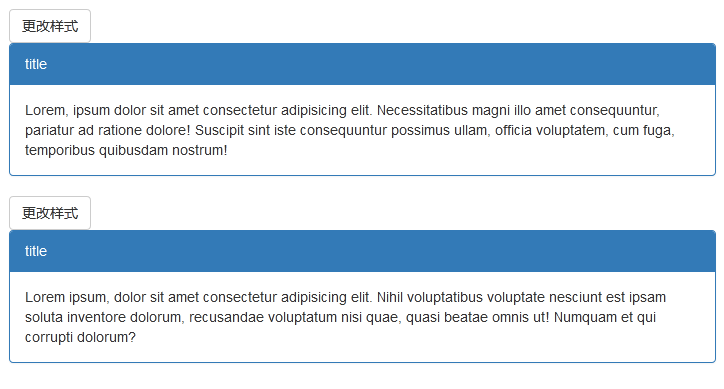 更改样式
title
Lorem, ipsum dolor sit amet consectetur adipisicing elit. Necessitatibus magni illo amet consequuntur,
pariatur ad ratione dolore! Suscipit sint iste consequuntur possimus ullam, officia voluptatem, cum fuga,
temporibus quibusdam nostrum!
更改样式
title
Lorem ipsum, dolor sit amet consectetur adipisicing elit. Nihil voluptatibus voluptate nesciunt est ipsam
soluta inventore dolorum, recusandae voluptatum nisi quae, quasi beatae omnis ut! Numquam et qui
corrupti dolorum?